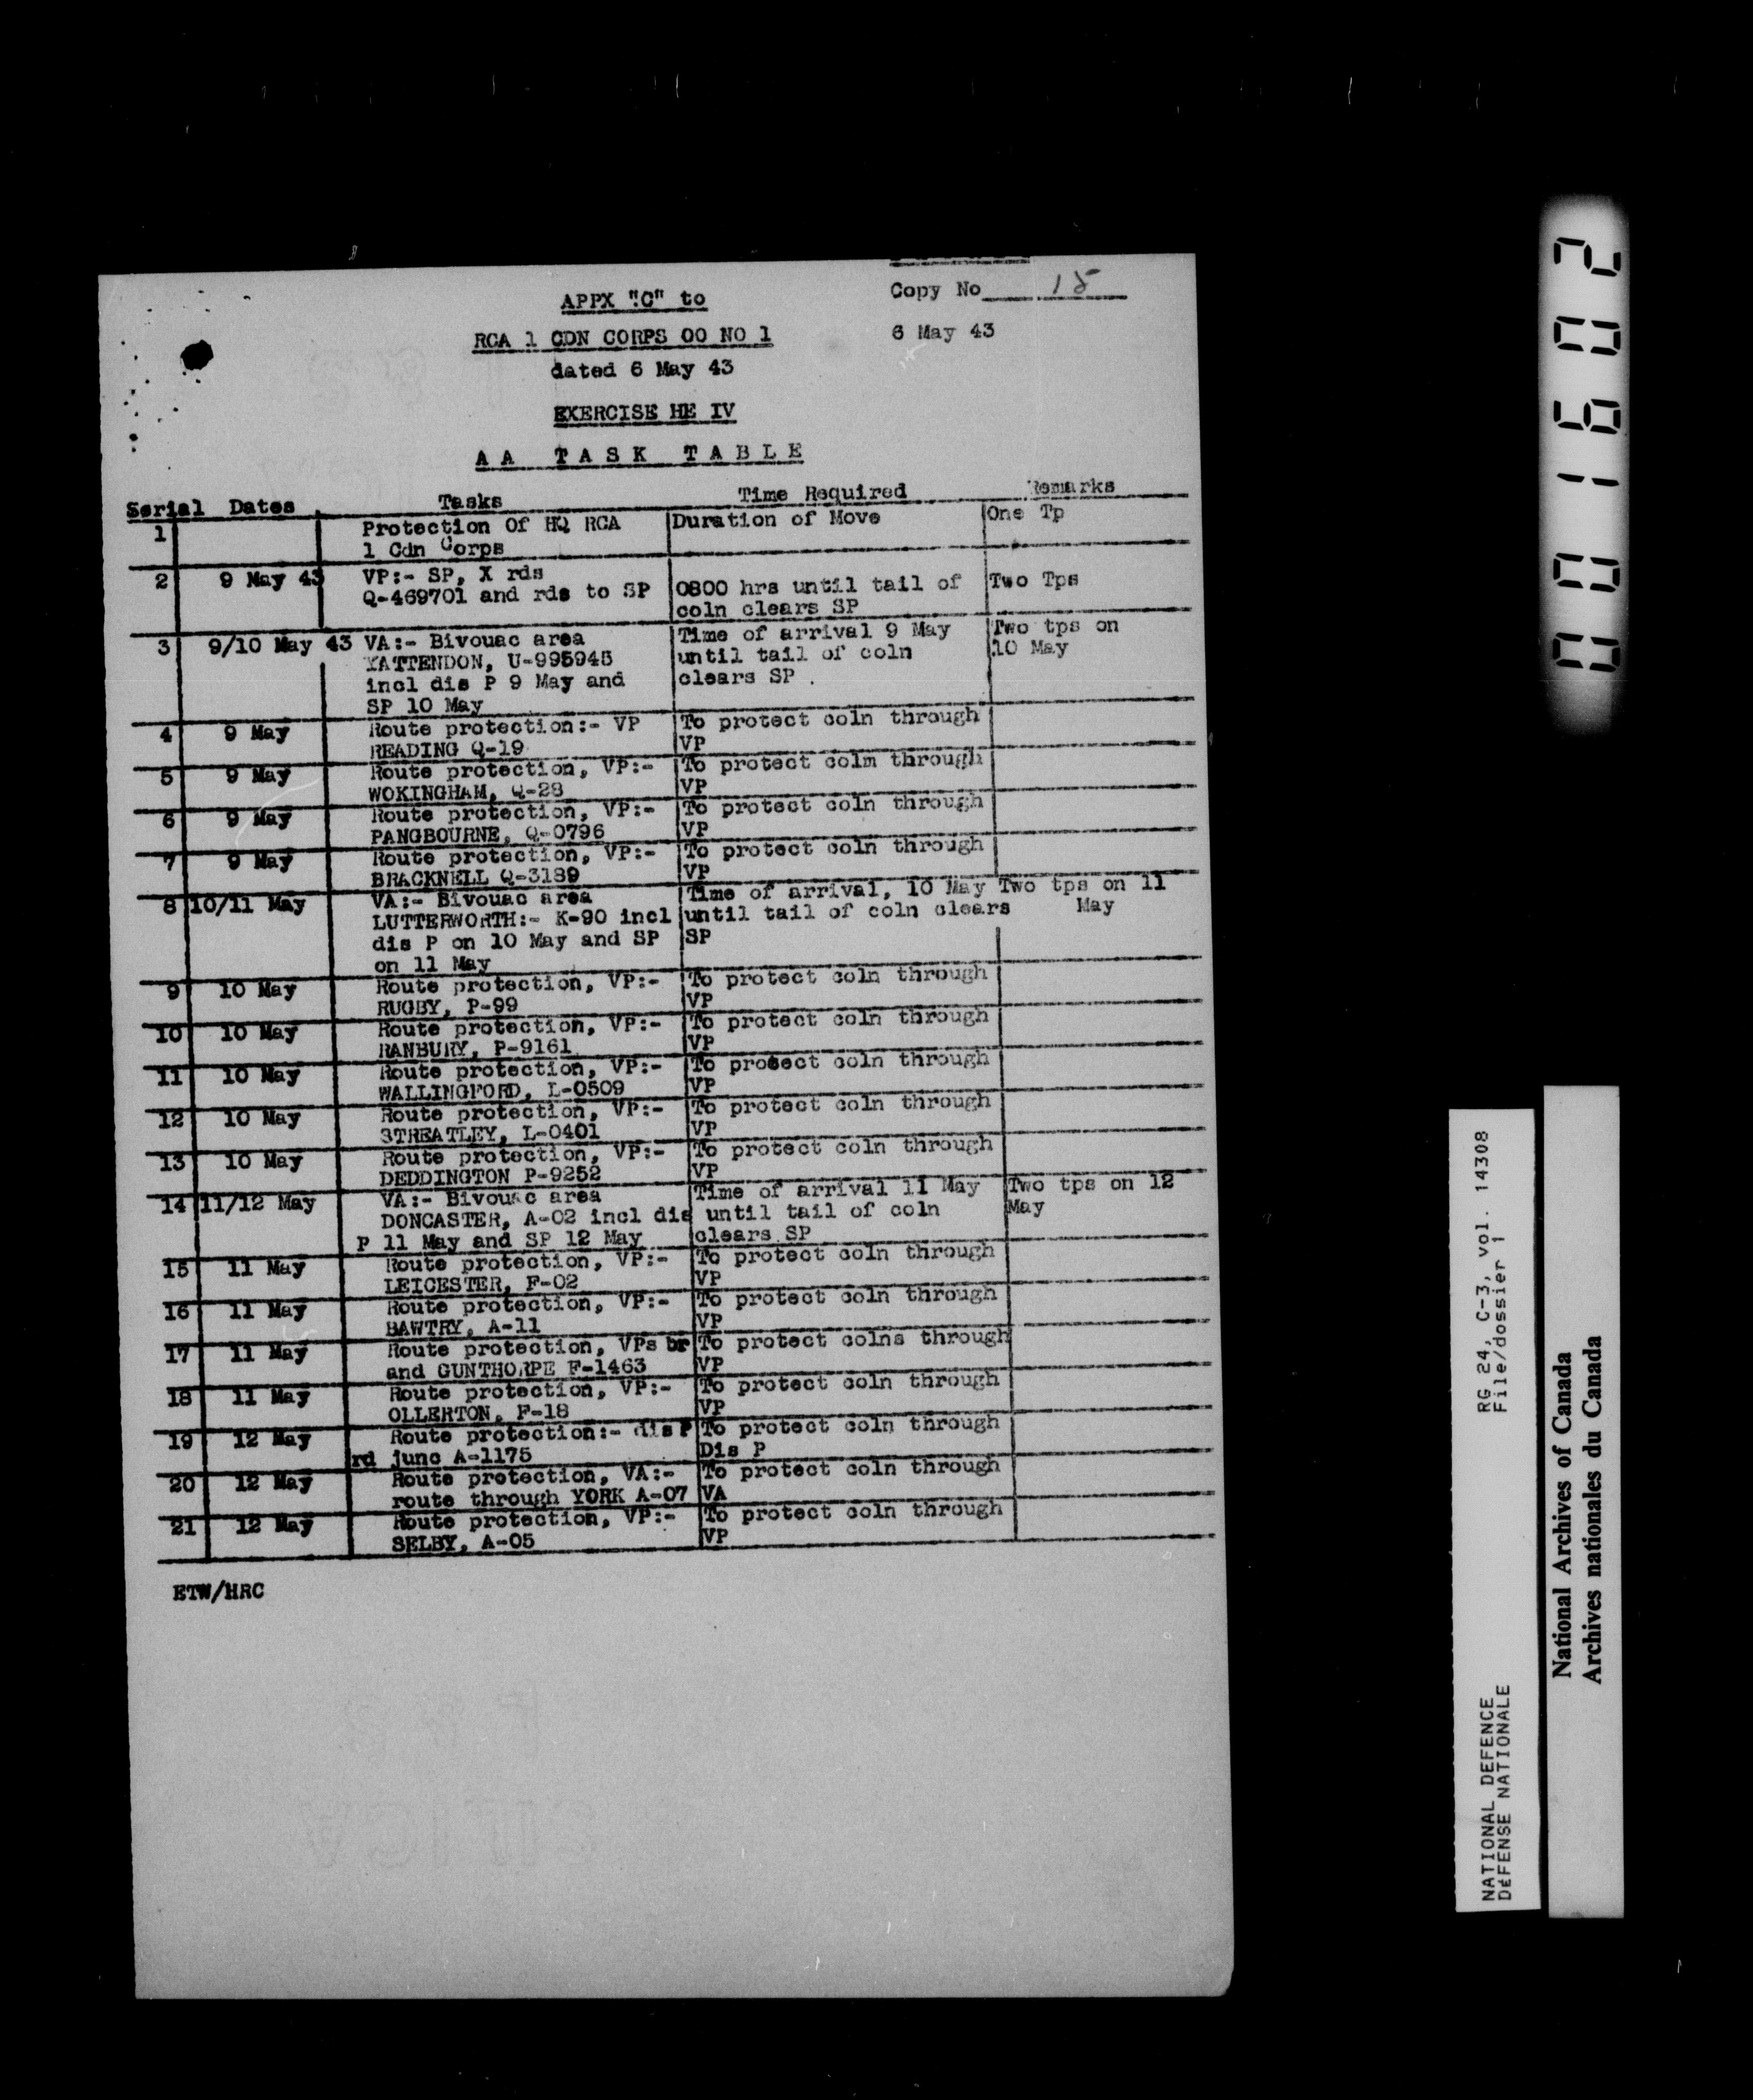 Copy No 15
APPX "C" to
RCA 1 CDN CORPS OO NO 1
6 May 43
dated 6 May 43
EXERCISE HE IV
AA TASK TABLE
Serial Dates Tasks Time Required Remarks
1 Protection Of HQ RCA Duration of Move One Tp
1 Cdn Corps
2 9 May 43 VP:- SP, X rds
Q-469701 and rds to SP 0800 hrs until tail of Two Tps
coln clears SP
3 9/10 May 43 VA:- Bivouac area Time of arrival 9 May Two tps on
YATTENDON, U-995945 until tail of coln 10 May
incl dis P 9 May and clears SP .
SP 10 May
4 9 May Route protection:- VP To protect coln through
READING Q-19 VP
5 9 May Route protection, VP:- To protect colm through
WOKINGHAM, Q-28 VP
6 9 May Route protection, VP:- To protect coln through
PANGBOURNE, Q-0796 VP
7 9 May Route protection, VP:- To protect coln through
BRACKNELL Q-3189 VP
8 10/11 May VA:- Bivouac area Time of arrival, 10 May Two tps on 11
LUTTERWORTH:- K-90 incl until tail of coln clears May
dis P on 10 May and SP SP
on 11 May
9 10 May Route protection, VP:- To protect coln through
RUGBY, P-99 VP
10 10 May Route protection, VP:- To protect coln through
BANBURY, P-9161 VP
11 10 May Route protection, VP:- To protect coln through
WALLINGFORD, L-0509 VP
12 10 May Route protection, VP:- To protect coln through
STREATLEY, L-0401 VP
13 10 May Route protection, VP:- To protect coln through
DEDDINGTON P-9252 VP
14 11/12 May VA:- Bivouac area Time of arrival 11 May Two tps on 12
DONCASTER, A-02 incl dis until tail of coln May
P 11 May and SP 12 May clears SP
15 11 May Route protection, VP:- To protect coln through
LEICESTER, F-02 VP
16 11 May Route protection, VP:- To protect coln through
BAWTRY, A-11 VP
17 11 May Route protection, VPs br To protect colns through
and GUNTHORPE F-1463 VP
18 11 May Route protection, VP:- To protect coln through
OLLERTON, F-18 VP
19 12 May Route protection:- dis P To protect coln through
rd junc A-1175 Dis P
20 12 May Route protection, VA:- To protect coln through
route through YORK A-07 VA
21 12 May Route protection, VP:- To protect coln through
SELBY, A-05 VP
ETW/HRC
001602
NATIONAL DEFENCE RG 24, C-3, vol. 14308
DÉFENSE NATIONALE File/dossier 1
National Archives of Canada
Archives nationales du Canada